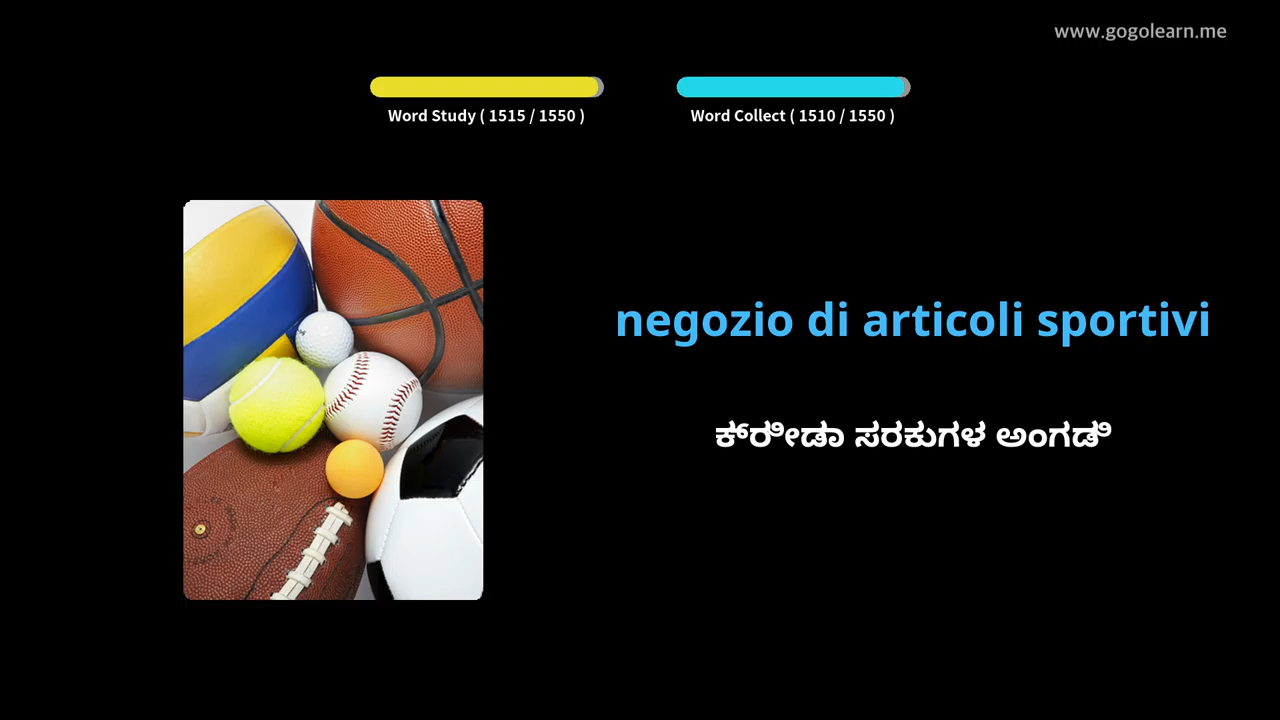 www.gogolearn.me
Word Study ( 1515 / 1550 )
Word Collect ( 1510 / 1550 )
negozio di articoli sportivi
ಕ್ರೀಡಾ ಸರಕುಗಳ ಅಂಗಡಿ